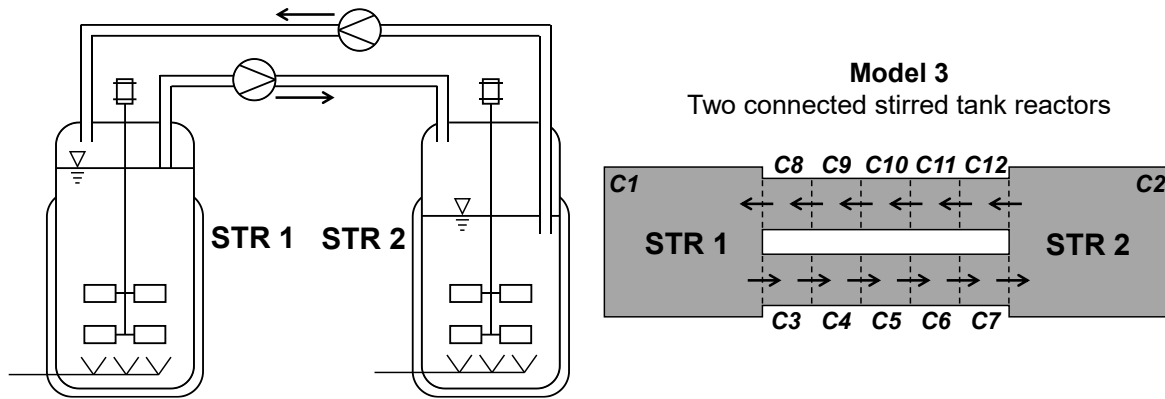 STR 1
STR 2
Model 3
Two connected stirred tank reactors
C1
C8 C9 C10 C11 C12
C2
STR 1
STR 2
C3 C4 C5 C6 C7